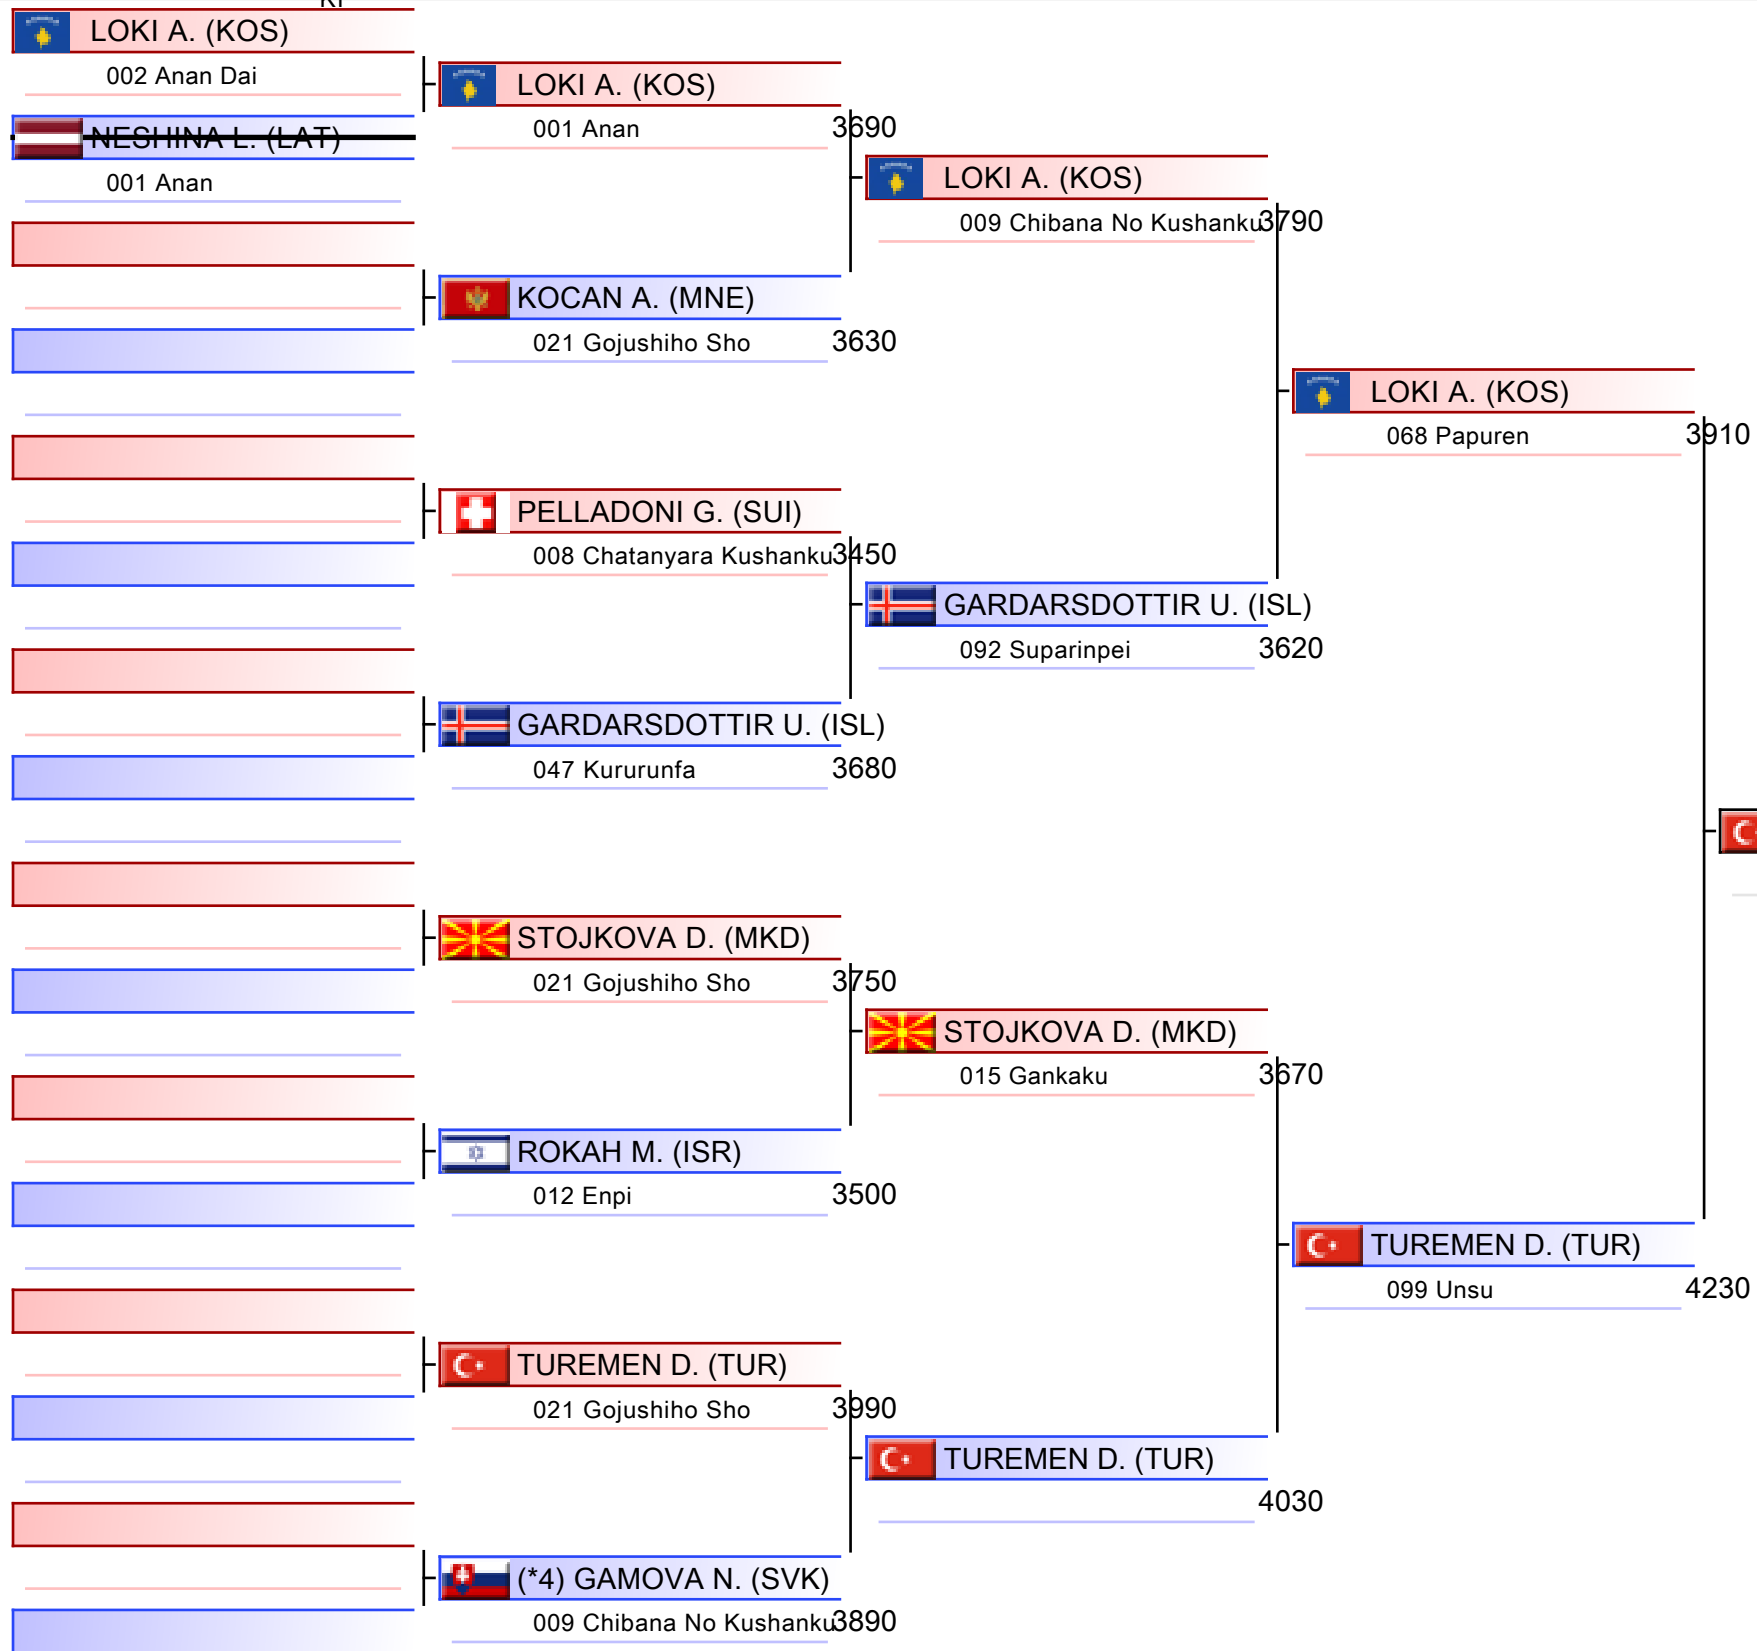 LOKI A. (KOS)
002 Anan Dai
NESHINA L. (LAT)
001 Anan
LOKI A. (KOS)
001 Anan
3690
KOCAN A. (MNE)
021 Gojushiho Sho
3630
PELLADONI G. (SUI)
008 Chatanyara Kushanku
3450
GARDARSDOTTIR U. (ISL)
047 Kururunfa
3680
STOJKOVA D. (MKD)
021 Gojushiho Sho
3750
ROKAH M. (ISR)
012 Enpi
3500
TUREMEN D. (TUR)
021 Gojushiho Sho
3990
(*4) GAMOVA N. (SVK)
009 Chibana No Kushanku
3890
LOKI A. (KOS)
009 Chibana No Kushanku
3790
GARDARSDOTTIR U. (ISL)
092 Suparinpei
3620
STOJKOVA D. (MKD)
015 Gankaku
3670
TUREMEN D. (TUR)
4030
LOKI A. (KOS)
068 Papuren
3910
TUREMEN D. (TUR)
099 Unsu
4230